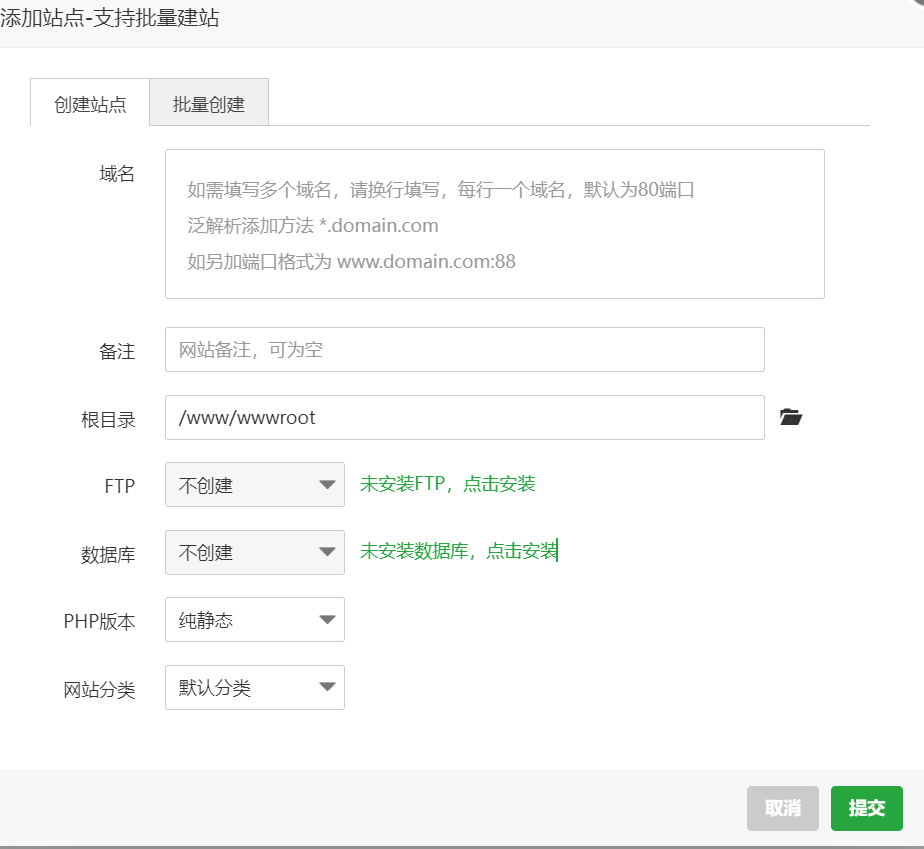 添加站点-支持批量建站
创建站点
批量创建
域名
如需填写多个域名，请换行填写，每行一个域名，默认为80端口
泛解析添加方法 *.domain.com
如另加端口格式为 www.domain.com:88
备注
网站备注，可为空
根目录
/www/wwwroot
FTP
不创建
未安装FTP，点击安装
数据库
不创建
未安装数据库，点击安装
PHP版本
纯静态
网站分类
默认分类
取消
提交